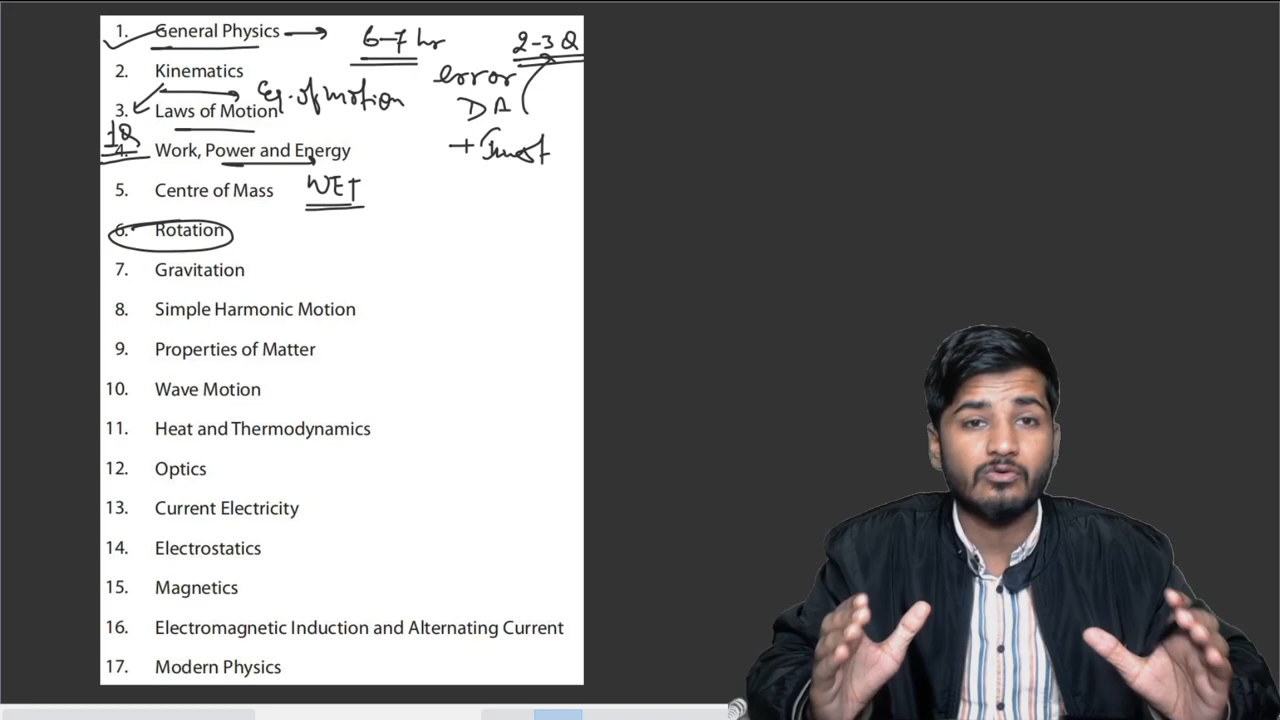 1. General Physics → 6-7 hr 2-3 Q
2. Kinematics error
3. Laws of Motion Eq. of motion DA
1Q
4. Work, Power and Energy +
5. Centre of Mass WET
6. Rotation
7. Gravitation
8. Simple Harmonic Motion
9. Properties of Matter
10. Wave Motion
11. Heat and Thermodynamics
12. Optics
13. Current Electricity
14. Electrostatics
15. Magnetics
16. Electromagnetic Induction and Alternating Current
17. Modern Physics